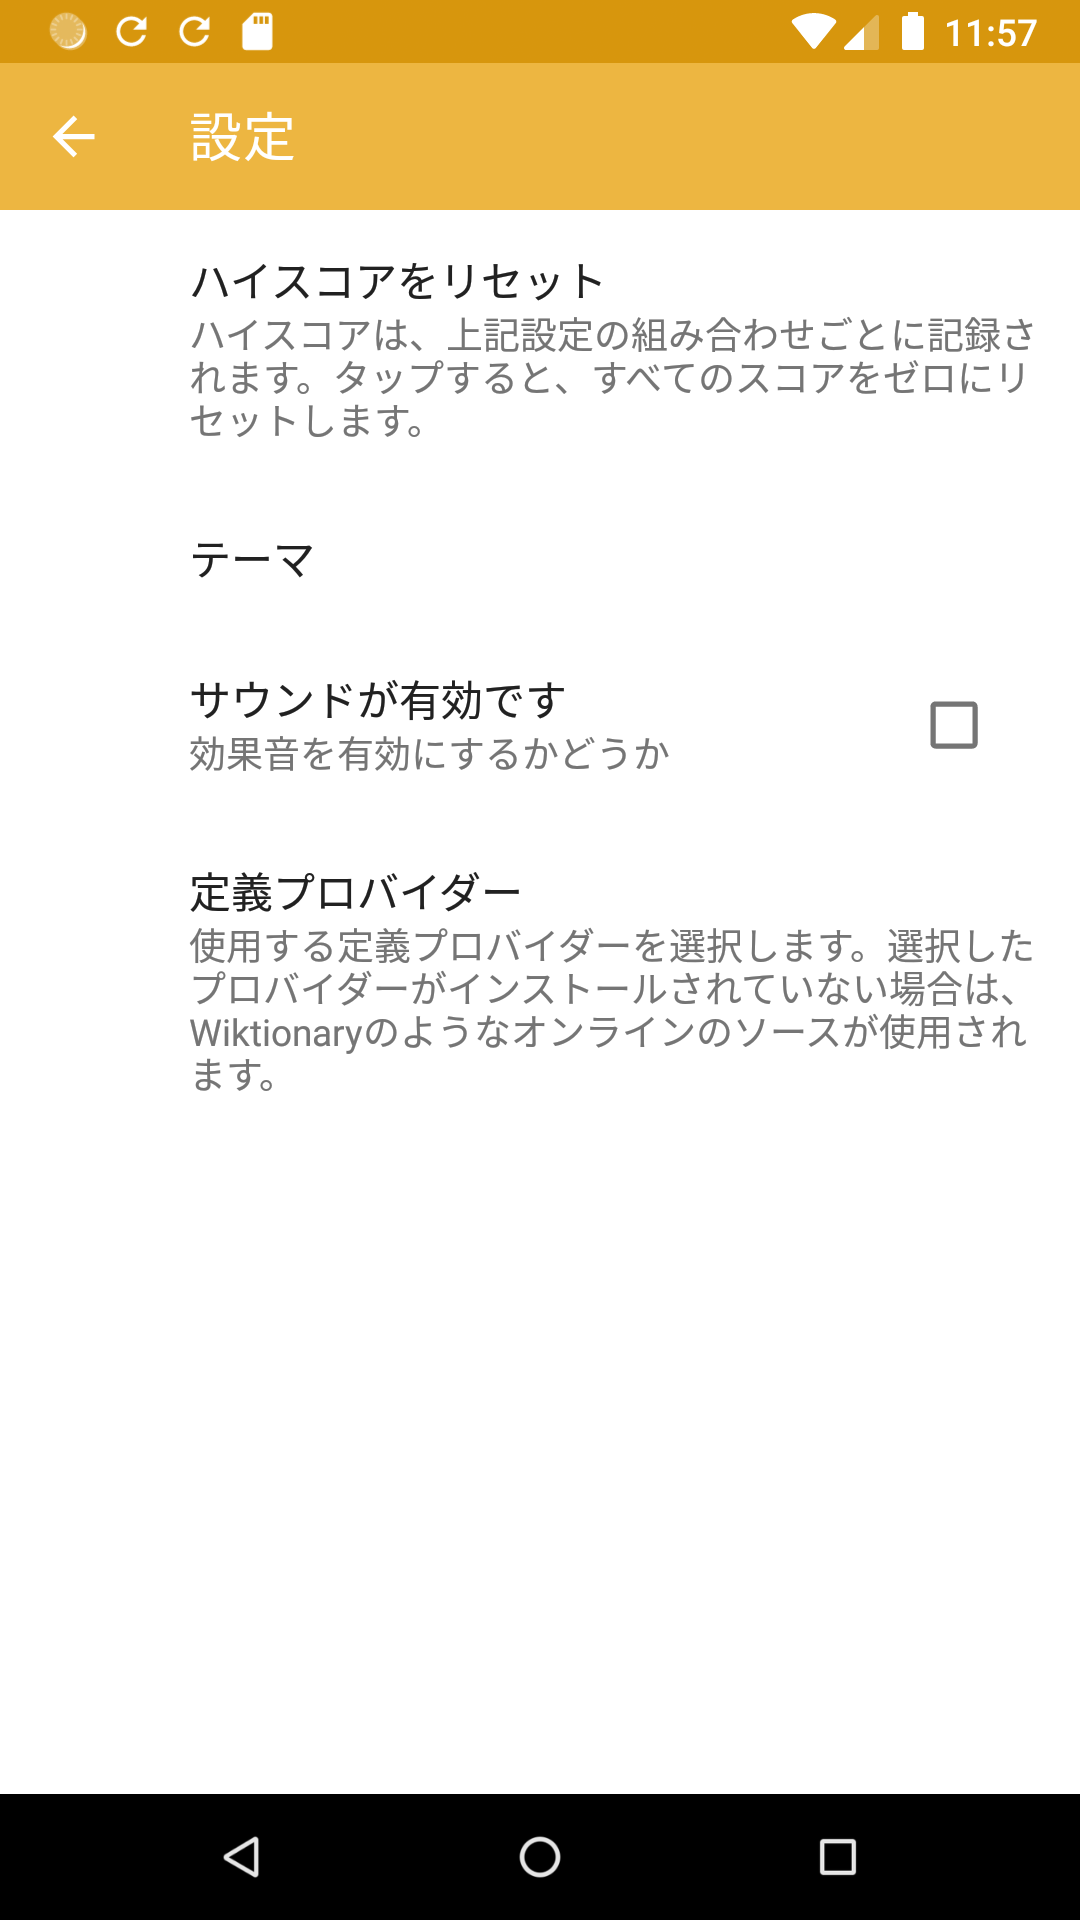 11:57
設定
ハイスコアをリセット
ハイスコアは、上記設定の組み合わせごとに記録さ
れます。タップすると、すべてのスコアをゼロにリ
セットします。
テーマ
サウンドが有効です
効果音を有効にするかどうか
定義プロバイダー
使用する定義プロバイダーを選択します。選択した
プロバイダーがインストールされていない場合は、
Wiktionaryのようなオンラインのソースが使用され
ます。